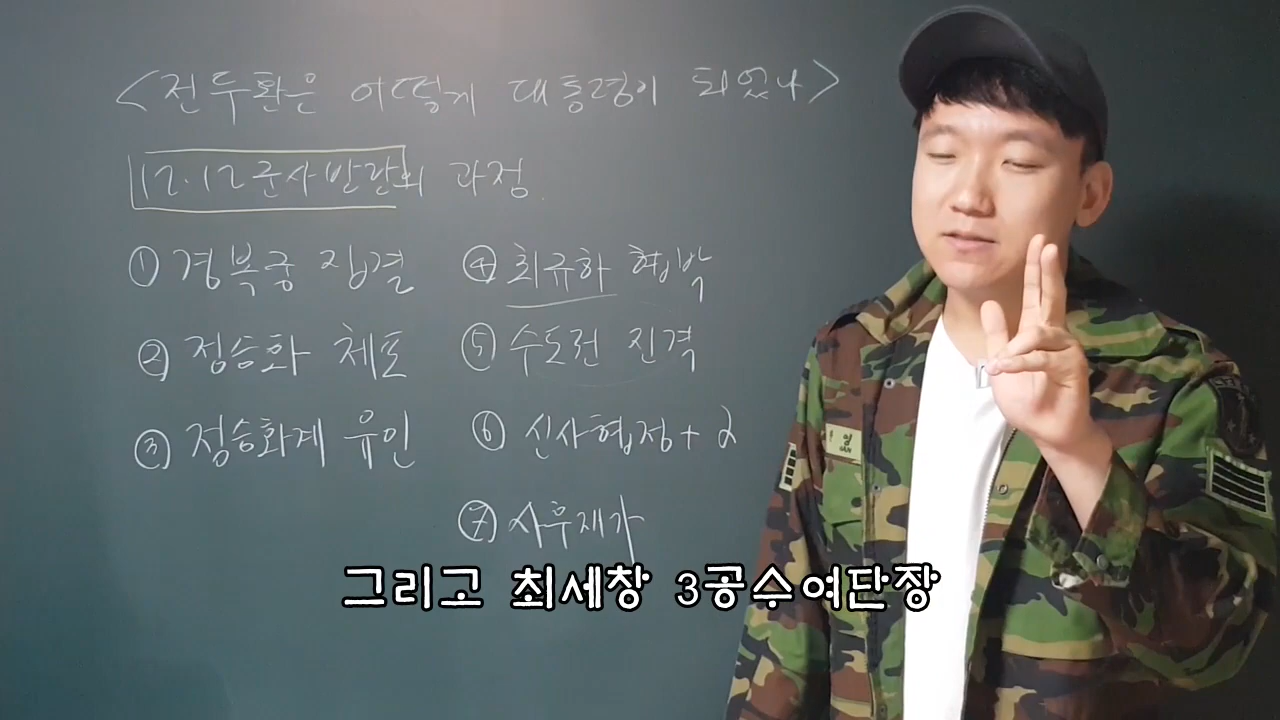 <전두환은 어떻게 대통령이 되었나>
12.12 군사반란의 과정
① 경복궁 집결
② 정승화 체포
③ 정승화계 유인
④ 최규하 협박
⑤ 수도권 진격
⑥ 신사협정+2
⑦ 사후재가
그리고 최세창 3공수여단장